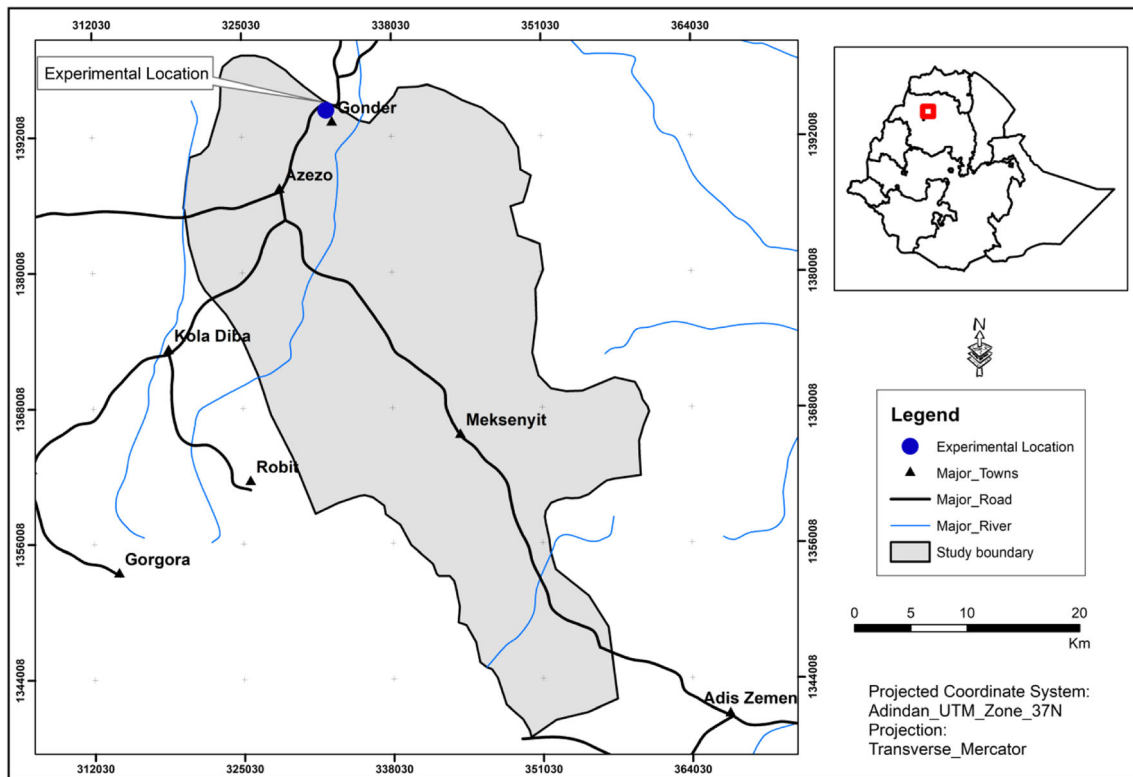 312030 325030 338030 351030 364030
Experimental Location
Gonder
Azezo
Kola Diba
Meksenyit
Robit
Gorgora
Adis Zemen
1392008
1380008
1368008
1356008
1344008
1392008
1380008
1368008
1356008
1344008
312030 325030 338030 351030 364030
N
Legend
Experimental Location
Major_Towns
Major_Road
Major_River
Study boundary
0 5 10 20
Km
Projected Coordinate System:
Adindan_UTM_Zone_37N
Projection:
Transverse_Mercator